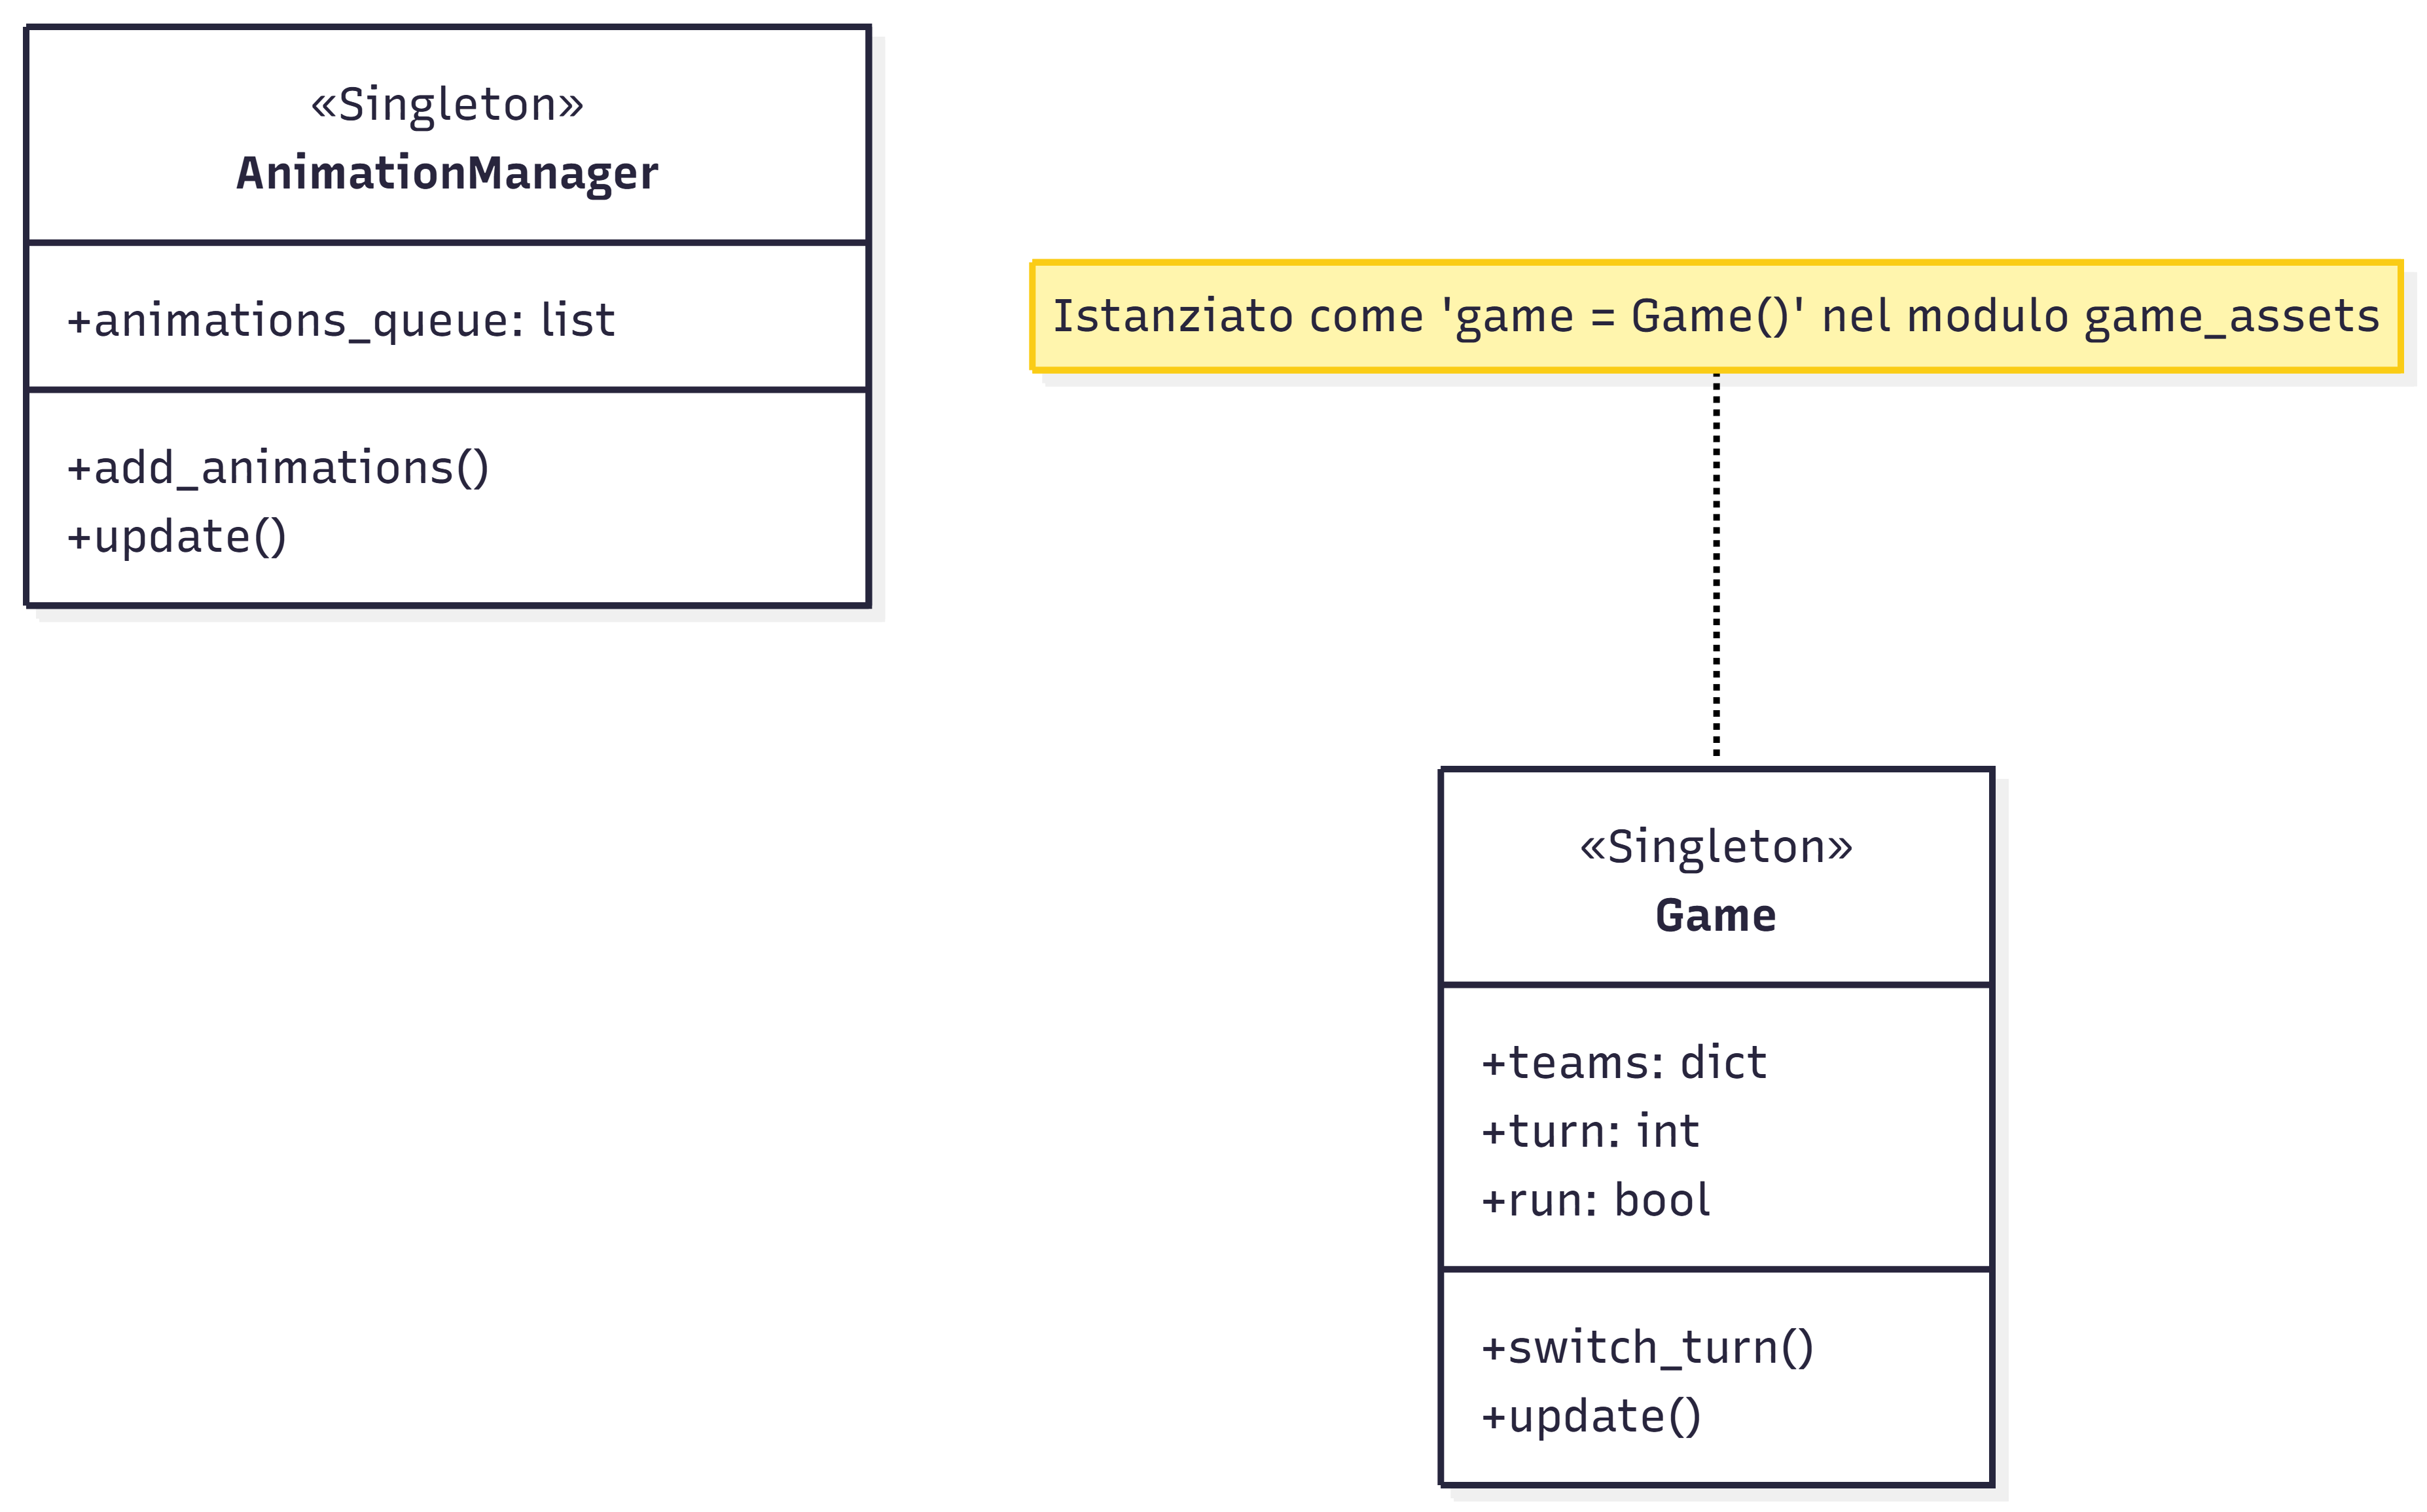 «Singleton»
AnimationManager
+animations_queue: list
+add_animations()
+update()
Istanziato come 'game = Game()' nel modulo game_assets
«Singleton»
Game
+teams: dict
+turn: int
+run: bool
+switch_turn()
+update()